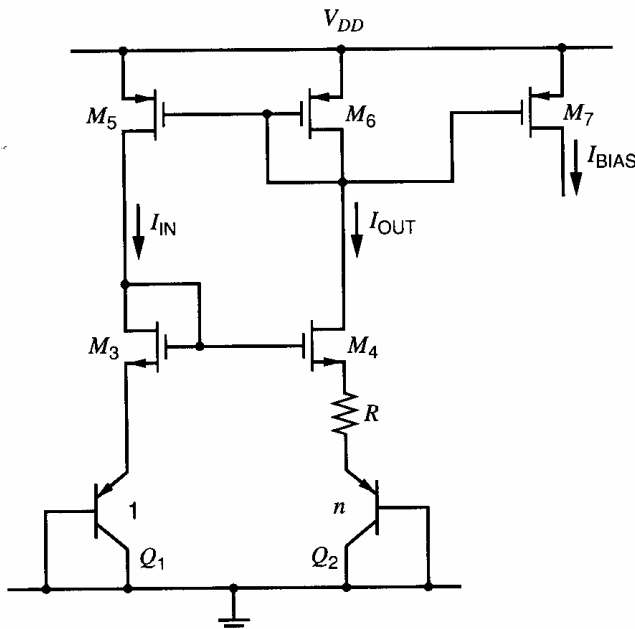 V_DD
M_5
M_6
M_7
I_BIAS
I_IN
I_OUT
M_3
M_4
R
1
n
Q_1
Q_2